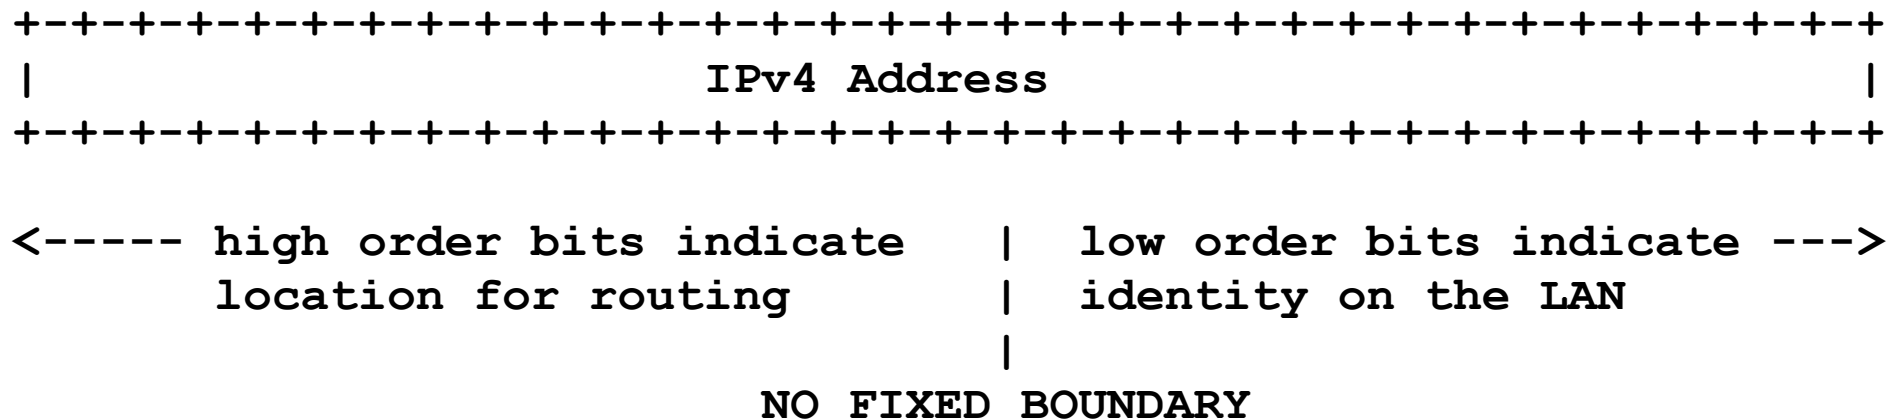 +-+-+-+-+-+-+-+-+-+-+-+-+-+-+-+-+-+-+-+-+-+-+-+-+-+-+-+-+-+-+-+-+-+
|                       IPv4 Address                            |
+-+-+-+-+-+-+-+-+-+-+-+-+-+-+-+-+-+-+-+-+-+-+-+-+-+-+-+-+-+-+-+-+-+
<----- high order bits indicate   |  low order bits indicate --->
       location for routing       |  identity on the LAN
                                  |
                          NO FIXED BOUNDARY